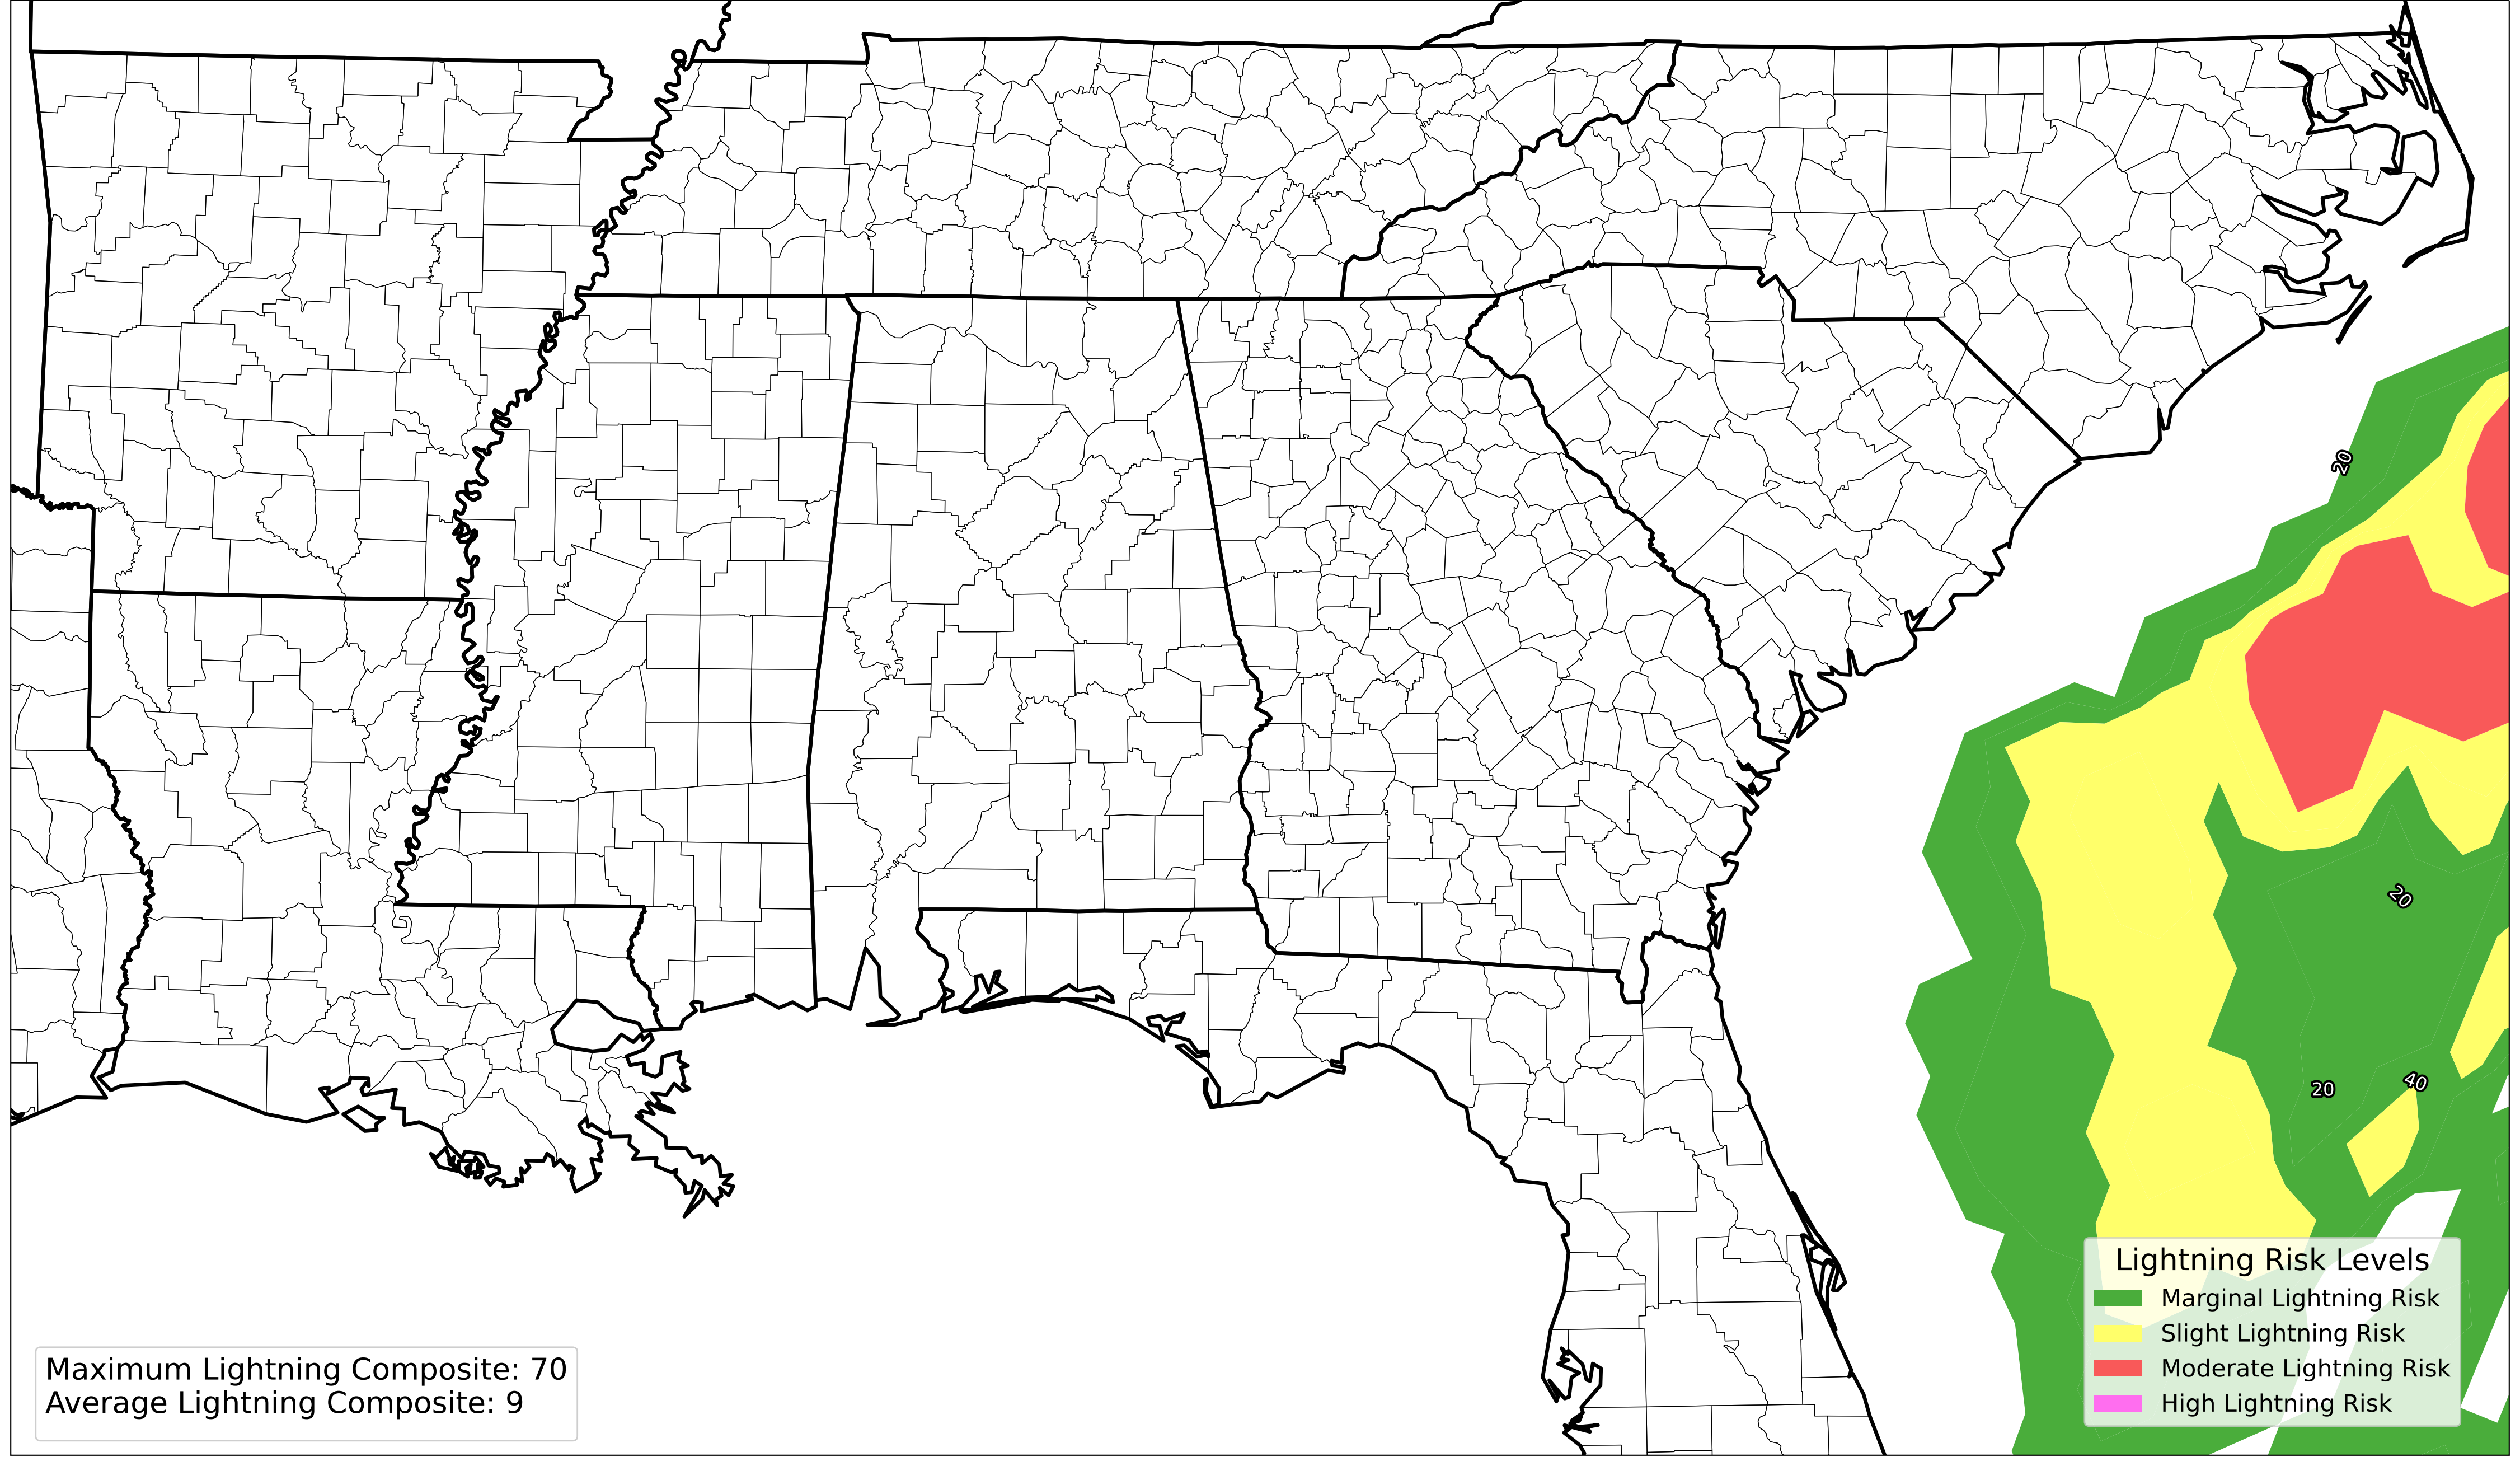 20
20
20
40
Maximum Lightning Composite: 70
Average Lightning Composite: 9
Lightning Risk Levels
Marginal Lightning Risk
Slight Lightning Risk
Moderate Lightning Risk
High Lightning Risk